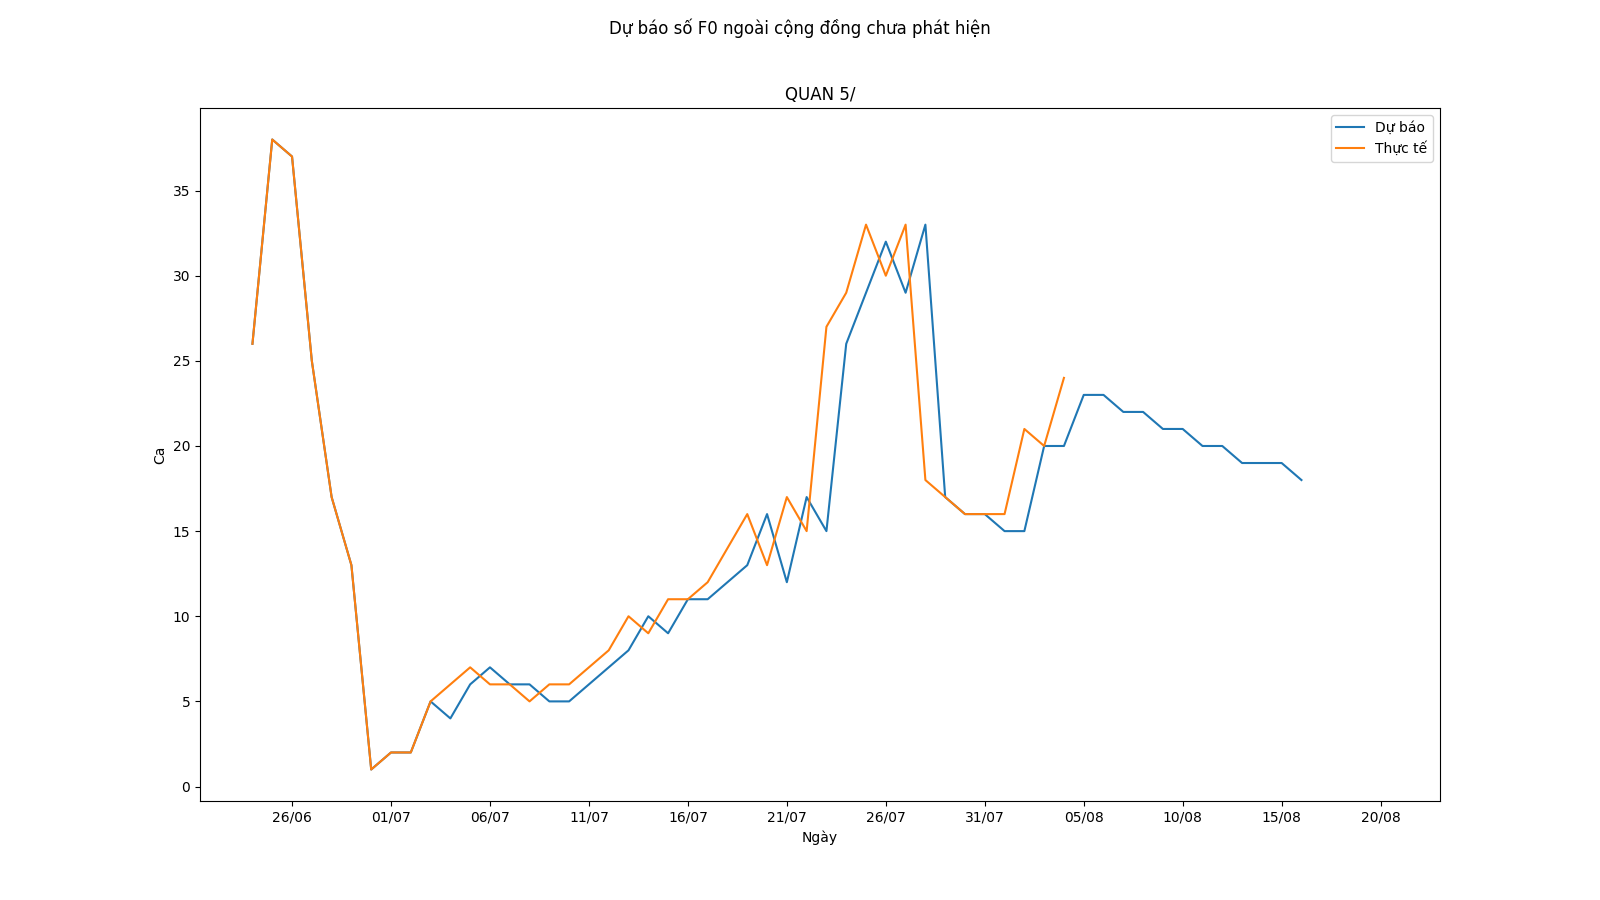 Dự báo số F0 ngoài cộng đồng chưa phát hiện
QUAN 5/
Dự báo
Thực tế
35
30
25
20
15
10
5
0
Ca
26/06 01/07 06/07 11/07 16/07 21/07 26/07 31/07 05/08 10/08 15/08 20/08
Ngày